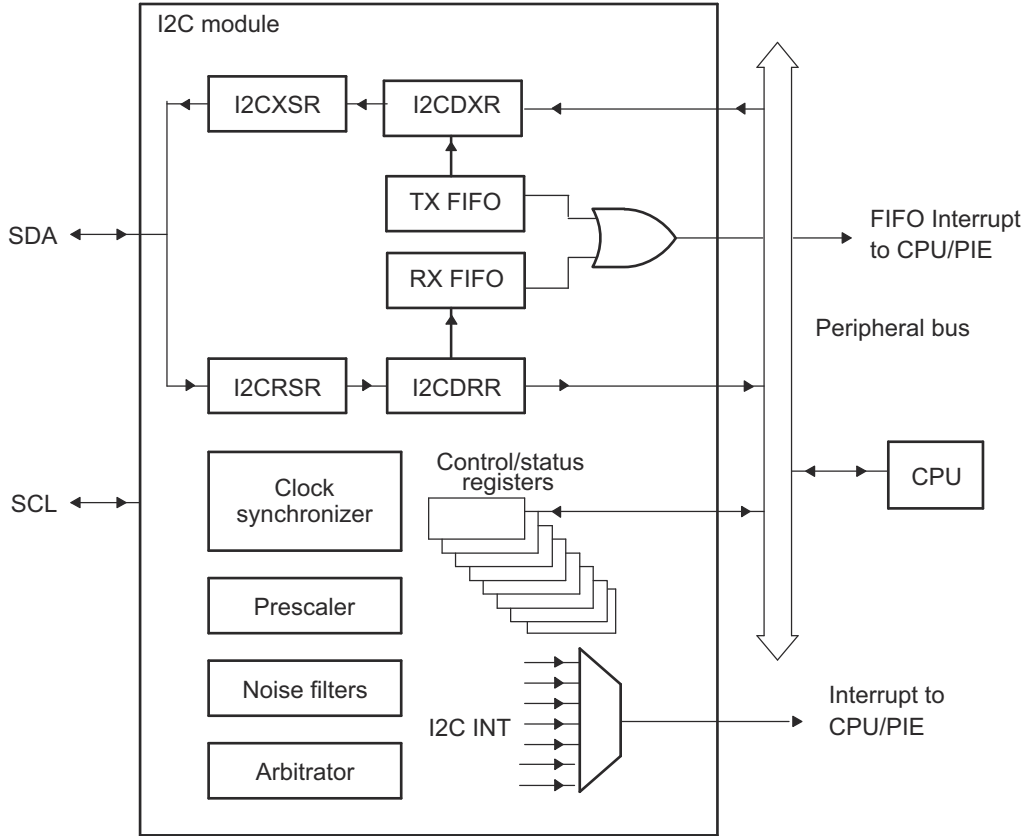 I2C module
I2CXSR
I2CDXR
TX FIFO
SDA
FIFO Interrupt
to CPU/PIE
RX FIFO
Peripheral bus
I2CRSR
I2CDRR
Control/status
registers
Clock
synchronizer
SCL
CPU
Prescaler
Noise filters
I2C INT
Interrupt to
CPU/PIE
Arbitrator